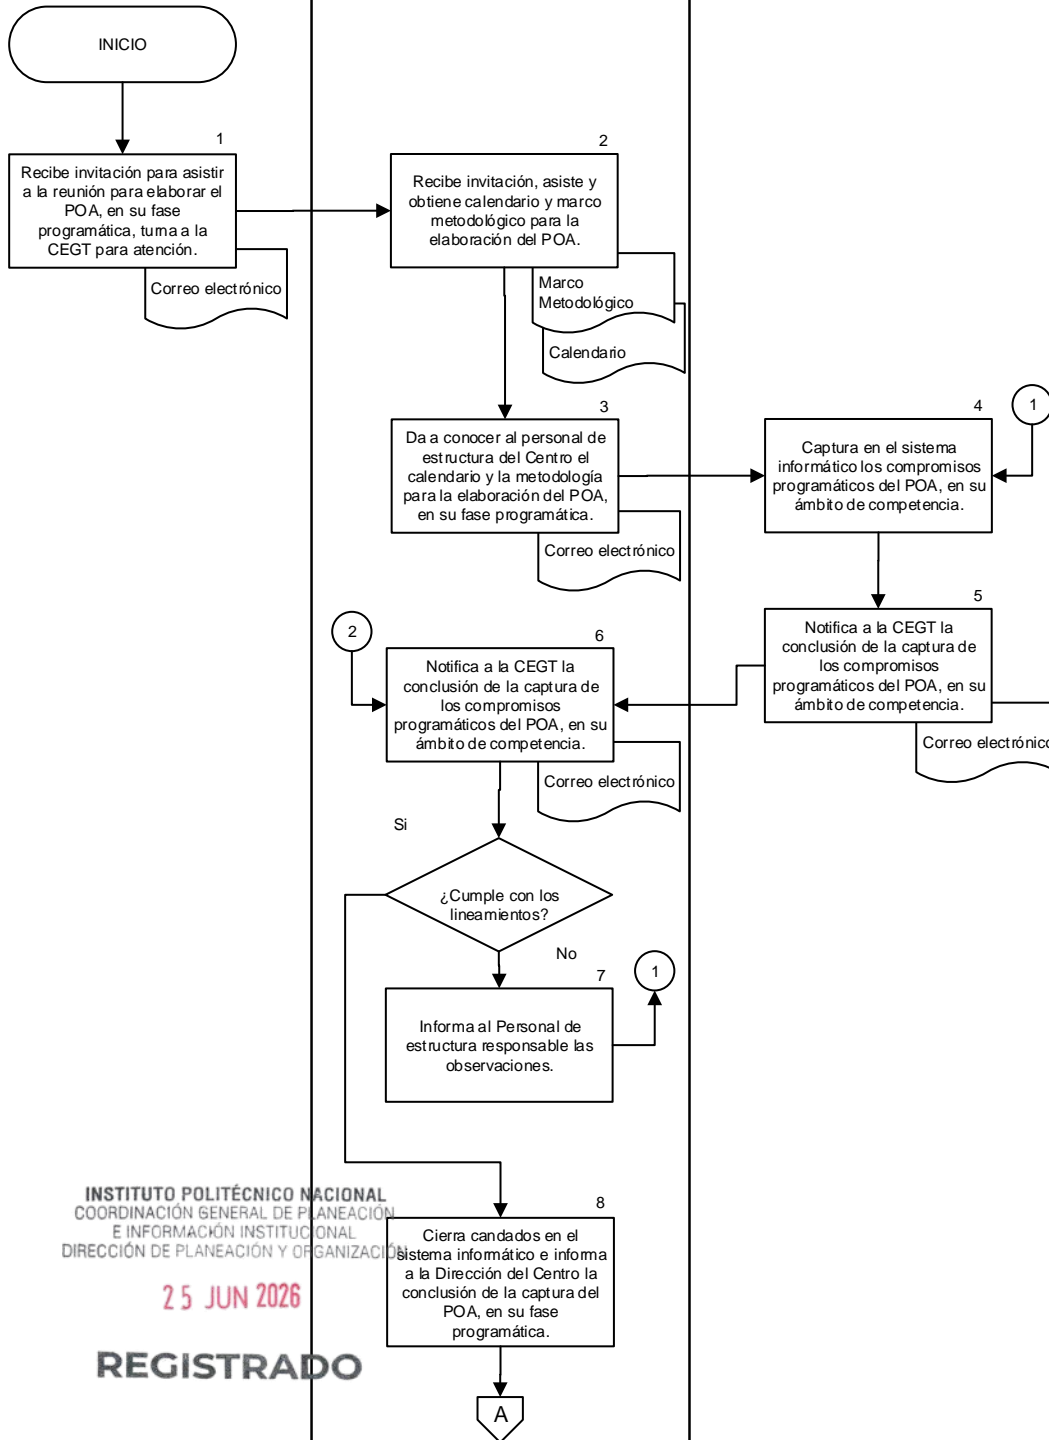 INICIO
1
Recibe invitación para asistir
a la reunión para elaborar el
POA, en su fase
programática, turna a la
CEGT para atención.
Correo electrónico
2
Recibe invitación, asiste y
obtiene calendario y marco
metodológico para la
elaboración del POA.
Marco
Metodológico
Calendario
3
Da a conocer al personal de
estructura del Centro el
calendario y la metodología
para la elaboración del POA,
en su fase programática.
Correo electrónico
4
1
Captura en el sistema
informático los compromisos
programáticos del POA, en su
ámbito de competencia.
5
Notifica a la CEGT la
conclusión de la captura de
los compromisos
programáticos del POA, en su
ámbito de competencia.
Correo electrónico
2
6
Notifica a la CEGT la
conclusión de la captura de
los compromisos
programáticos del POA, en su
ámbito de competencia.
Correo electrónico
Si
¿Cumple con los
lineamientos?
No
7
1
Informa al Personal de
estructura responsable las
observaciones.
8
Cierra candados en el
sistema informático e informa
a la Dirección del Centro la
conclusión de la captura del
POA, en su fase
programática.
A
INSTITUTO POLITÉCNICO NACIONAL
COORDINACIÓN GENERAL DE PLANEACIÓN
E INFORMACIÓN INSTITUCIONAL
DIRECCIÓN DE PLANEACIÓN Y ORGANIZACIÓN
25 JUN 2026
REGISTRADO